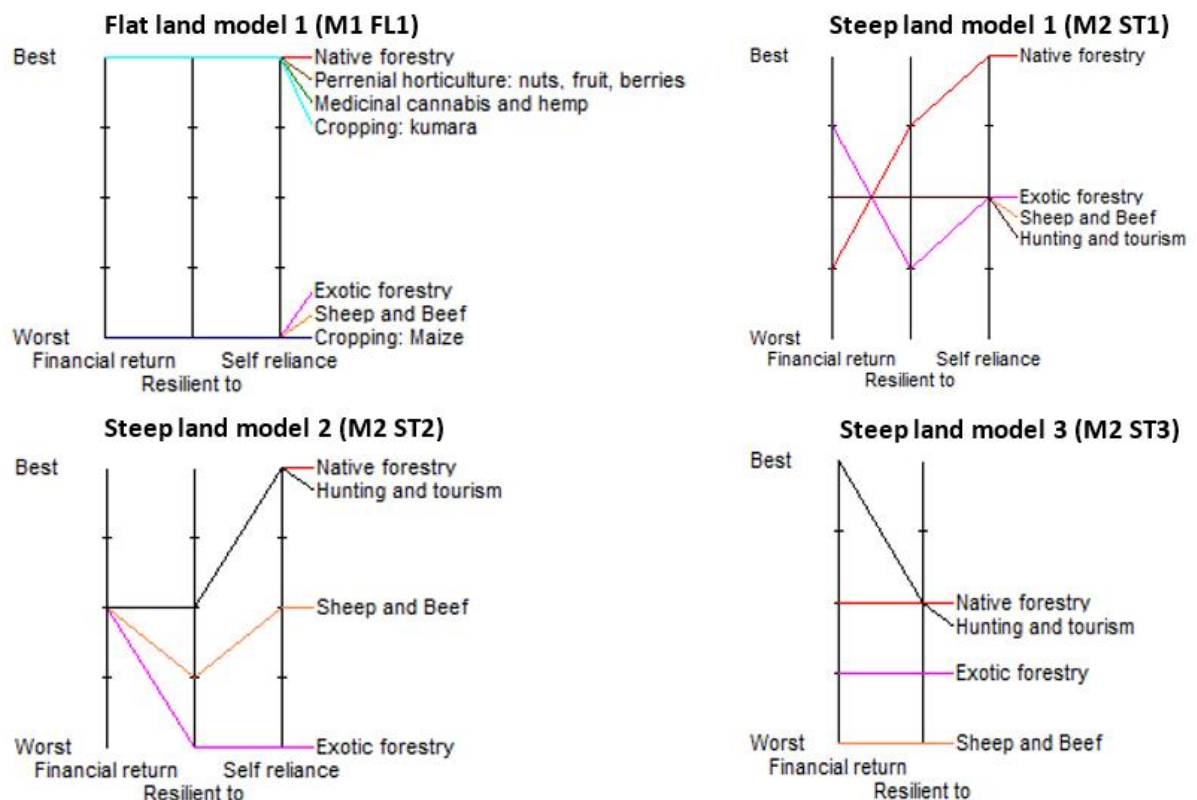 Flat land model 1 (M1 FL1)
Best
Native forestry
Perrenial horticulture: nuts, fruit, berries
Medicinal cannabis and hemp
Cropping: kumara
Exotic forestry
Sheep and Beef
Cropping: Maize
Worst
Financial return
Self reliance
Resilient to
Steep land model 1 (M2 ST1)
Best
Native forestry
Exotic forestry
Sheep and Beef
Hunting and tourism
Worst
Financial return
Self reliance
Resilient to
Steep land model 2 (M2 ST2)
Best
Native forestry
Hunting and tourism
Sheep and Beef
Exotic forestry
Worst
Financial return
Self reliance
Resilient to
Steep land model 3 (M2 ST3)
Best
Native forestry
Hunting and tourism
Exotic forestry
Sheep and Beef
Worst
Financial return
Resilient to